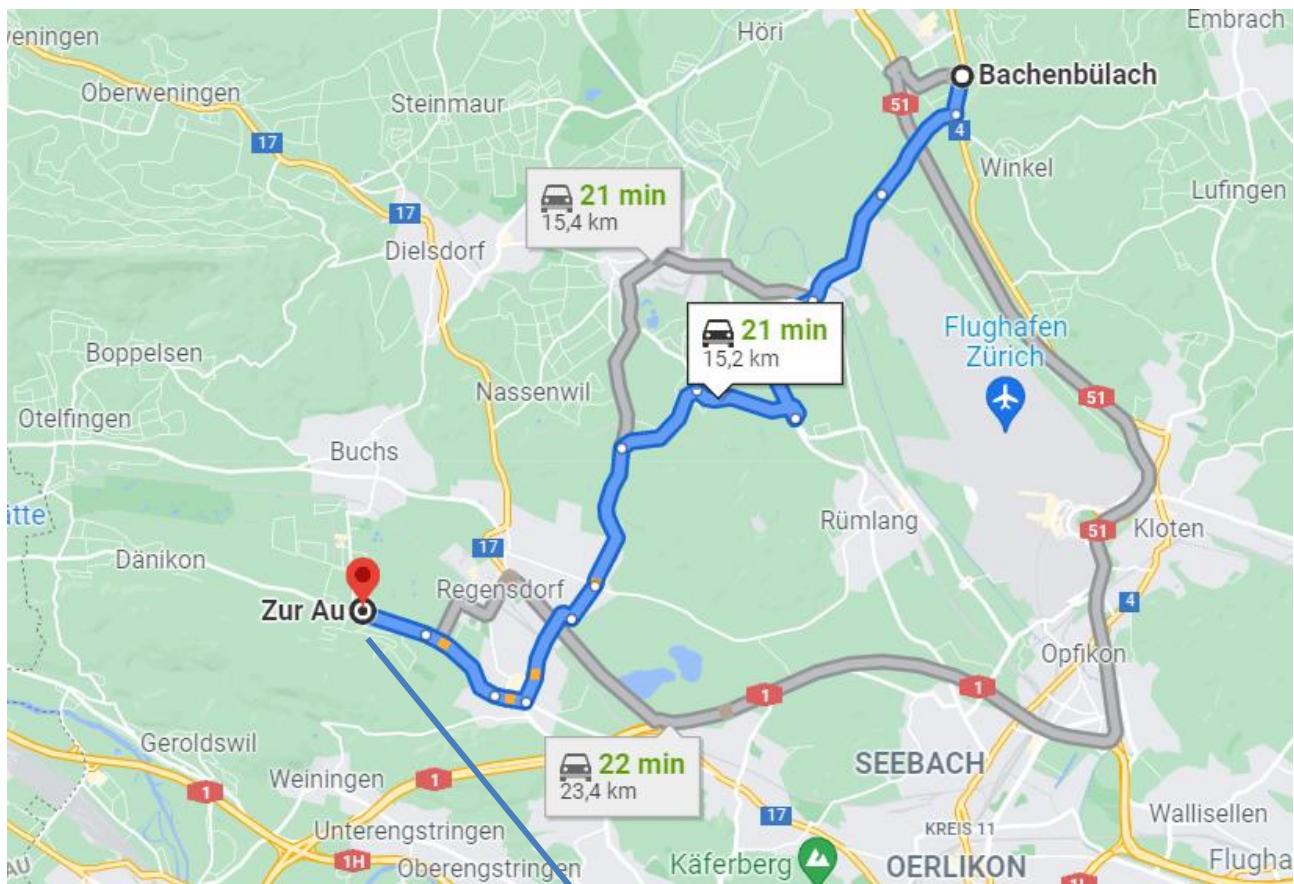 weningen
Höri
Embrach
Oberweningen
Steinmaur
Bachenbülach
51
4
17
Winkel
Lufingen
21 min
15,4 km
17
Dielsdorf
21 min
15,2 km
Flughafen
Zürich
Boppelsen
Nassenwil
51
Otelfingen
Buchs
ätte
Rümlang
51
Kloten
Dänikon
17
Regensdorf
Zur Au
4
Opfikon
1
1
Geroldswil
22 min
23,4 km
SEEBACH
Weiningen
1
1
17
Wallisellen
Unterengstringen
KREIS 11
1H
Oberengstringen
Käferberg
OERLIKON
Flugha
AU